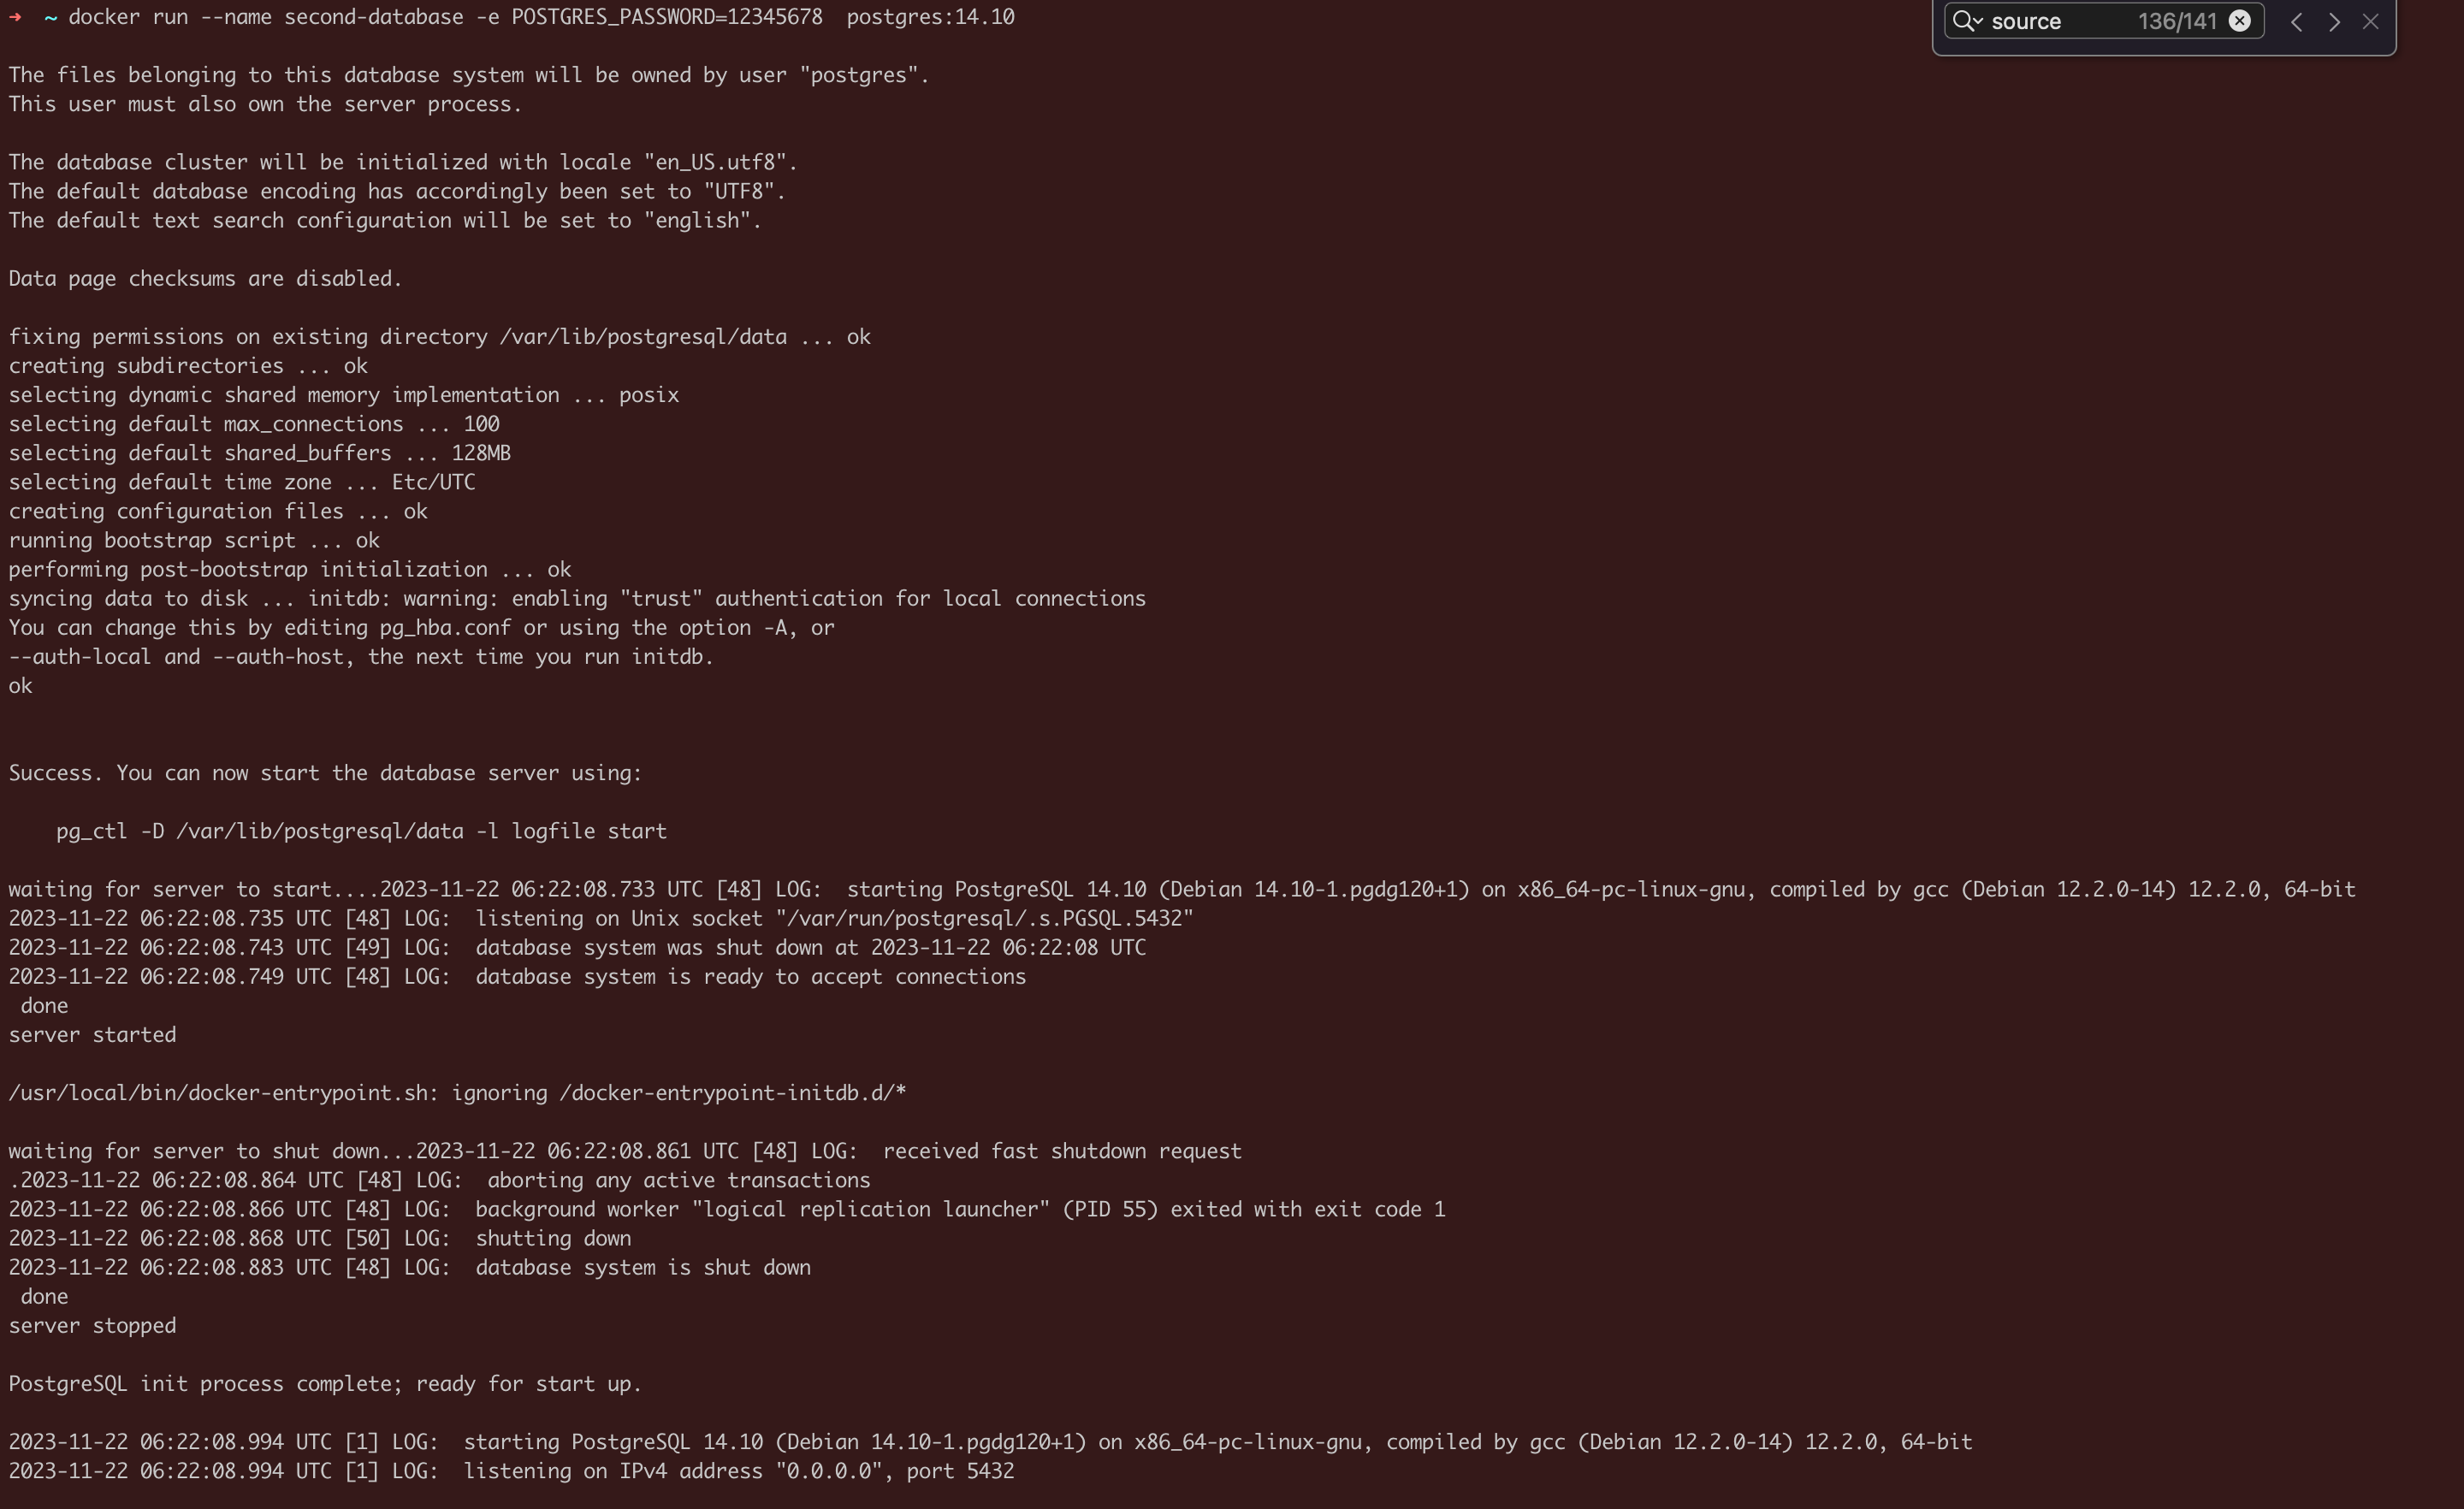 ➜  ~ docker run --name second-database -e POSTGRES_PASSWORD=12345678  postgres:14.10
source 136/141
The files belonging to this database system will be owned by user "postgres".
This user must also own the server process.
The database cluster will be initialized with locale "en_US.utf8".
The default database encoding has accordingly been set to "UTF8".
The default text search configuration will be set to "english".
Data page checksums are disabled.
fixing permissions on existing directory /var/lib/postgresql/data ... ok
creating subdirectories ... ok
selecting dynamic shared memory implementation ... posix
selecting default max_connections ... 100
selecting default shared_buffers ... 128MB
selecting default time zone ... Etc/UTC
creating configuration files ... ok
running bootstrap script ... ok
performing post-bootstrap initialization ... ok
syncing data to disk ... initdb: warning: enabling "trust" authentication for local connections
You can change this by editing pg_hba.conf or using the option -A, or
--auth-local and --auth-host, the next time you run initdb.
ok
Success. You can now start the database server using:
    pg_ctl -D /var/lib/postgresql/data -l logfile start
waiting for server to start....2023-11-22 06:22:08.733 UTC [48] LOG:  starting PostgreSQL 14.10 (Debian 14.10-1.pgdg120+1) on x86_64-pc-linux-gnu, compiled by gcc (Debian 12.2.0-14) 12.2.0, 64-bit
2023-11-22 06:22:08.735 UTC [48] LOG:  listening on Unix socket "/var/run/postgresql/.s.PGSQL.5432"
2023-11-22 06:22:08.743 UTC [49] LOG:  database system was shut down at 2023-11-22 06:22:08 UTC
2023-11-22 06:22:08.749 UTC [48] LOG:  database system is ready to accept connections
 done
server started
/usr/local/bin/docker-entrypoint.sh: ignoring /docker-entrypoint-initdb.d/*
waiting for server to shut down...2023-11-22 06:22:08.861 UTC [48] LOG:  received fast shutdown request
.2023-11-22 06:22:08.864 UTC [48] LOG:  aborting any active transactions
2023-11-22 06:22:08.866 UTC [48] LOG:  background worker "logical replication launcher" (PID 55) exited with exit code 1
2023-11-22 06:22:08.868 UTC [50] LOG:  shutting down
2023-11-22 06:22:08.883 UTC [48] LOG:  database system is shut down
 done
server stopped
PostgreSQL init process complete; ready for start up.
2023-11-22 06:22:08.994 UTC [1] LOG:  starting PostgreSQL 14.10 (Debian 14.10-1.pgdg120+1) on x86_64-pc-linux-gnu, compiled by gcc (Debian 12.2.0-14) 12.2.0, 64-bit
2023-11-22 06:22:08.994 UTC [1] LOG:  listening on IPv4 address "0.0.0.0", port 5432